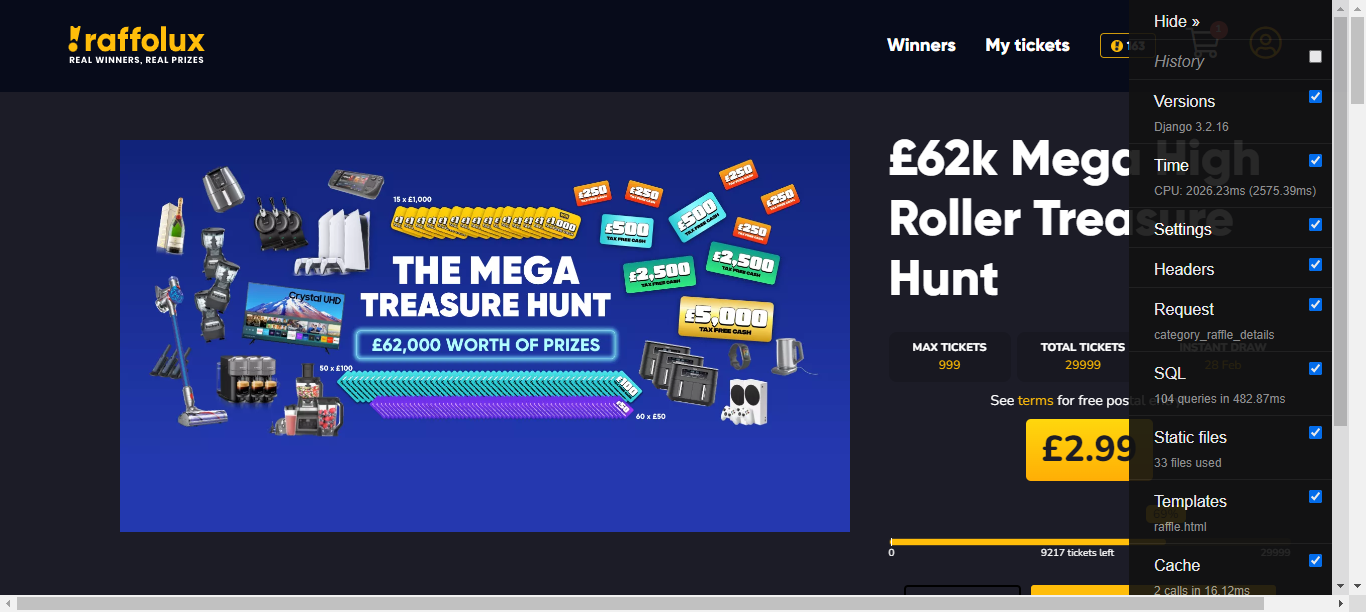 raffolux
REAL WINNERS, REAL PRIZES
Winners
My tickets
163
1
£62k Mega High
Roller Treasure
Hunt
MAX TICKETS
999
TOTAL TICKETS
29999
INSTANT DRAW
28 Feb
See terms for free postal
£2.99
0
9217 tickets left
29999
15 x £1,000
£1,000
£250
£250
£250
£250
£250
£500
TAX FREE CASH
£500
TAX FREE CASH
£2,500
TAX FREE CASH
£2,500
TAX FREE CASH
£5,000
TAX FREE CASH
THE MEGA
TREASURE HUNT
£62,000 WORTH OF PRIZES
Crystal UHD
50 x £100
£100
£50
60 x £50
Hide »
History
Versions
Django 3.2.16
Time
CPU: 2026.23ms (2575.39ms)
Settings
Headers
Request
category_raffle_details
SQL
104 queries in 482.87ms
Static files
33 files used
Templates
raffle.html
Cache
2 calls in 16.12ms